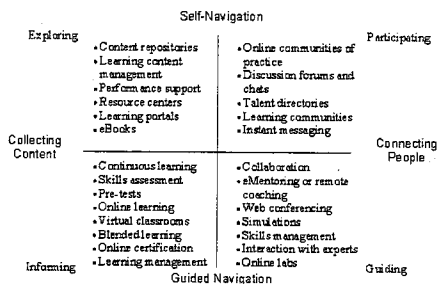 Self-Navigation
Exploring
Participating
•Content repositories
•Learning content
management
•Performance support
•Resource centers
•Learning portals
•eBooks
•Online communities of
practice
•Discussion forums and
chats
•Talent directories
•Learning communities
•Instant messaging
Collecting
Content
Connecting
People
•Continuous learning
•Skills assessment
•Pre-tests
•Online learning
•Virtual classrooms
•Blended learning
•Online certification
•Learning management
•Collaboration
•eMentoring or remote
coaching
•Web conferencing
•Simulations
•Skills management
•Interaction with experts
•Online labs
Informing
Guiding
Guided Navigation